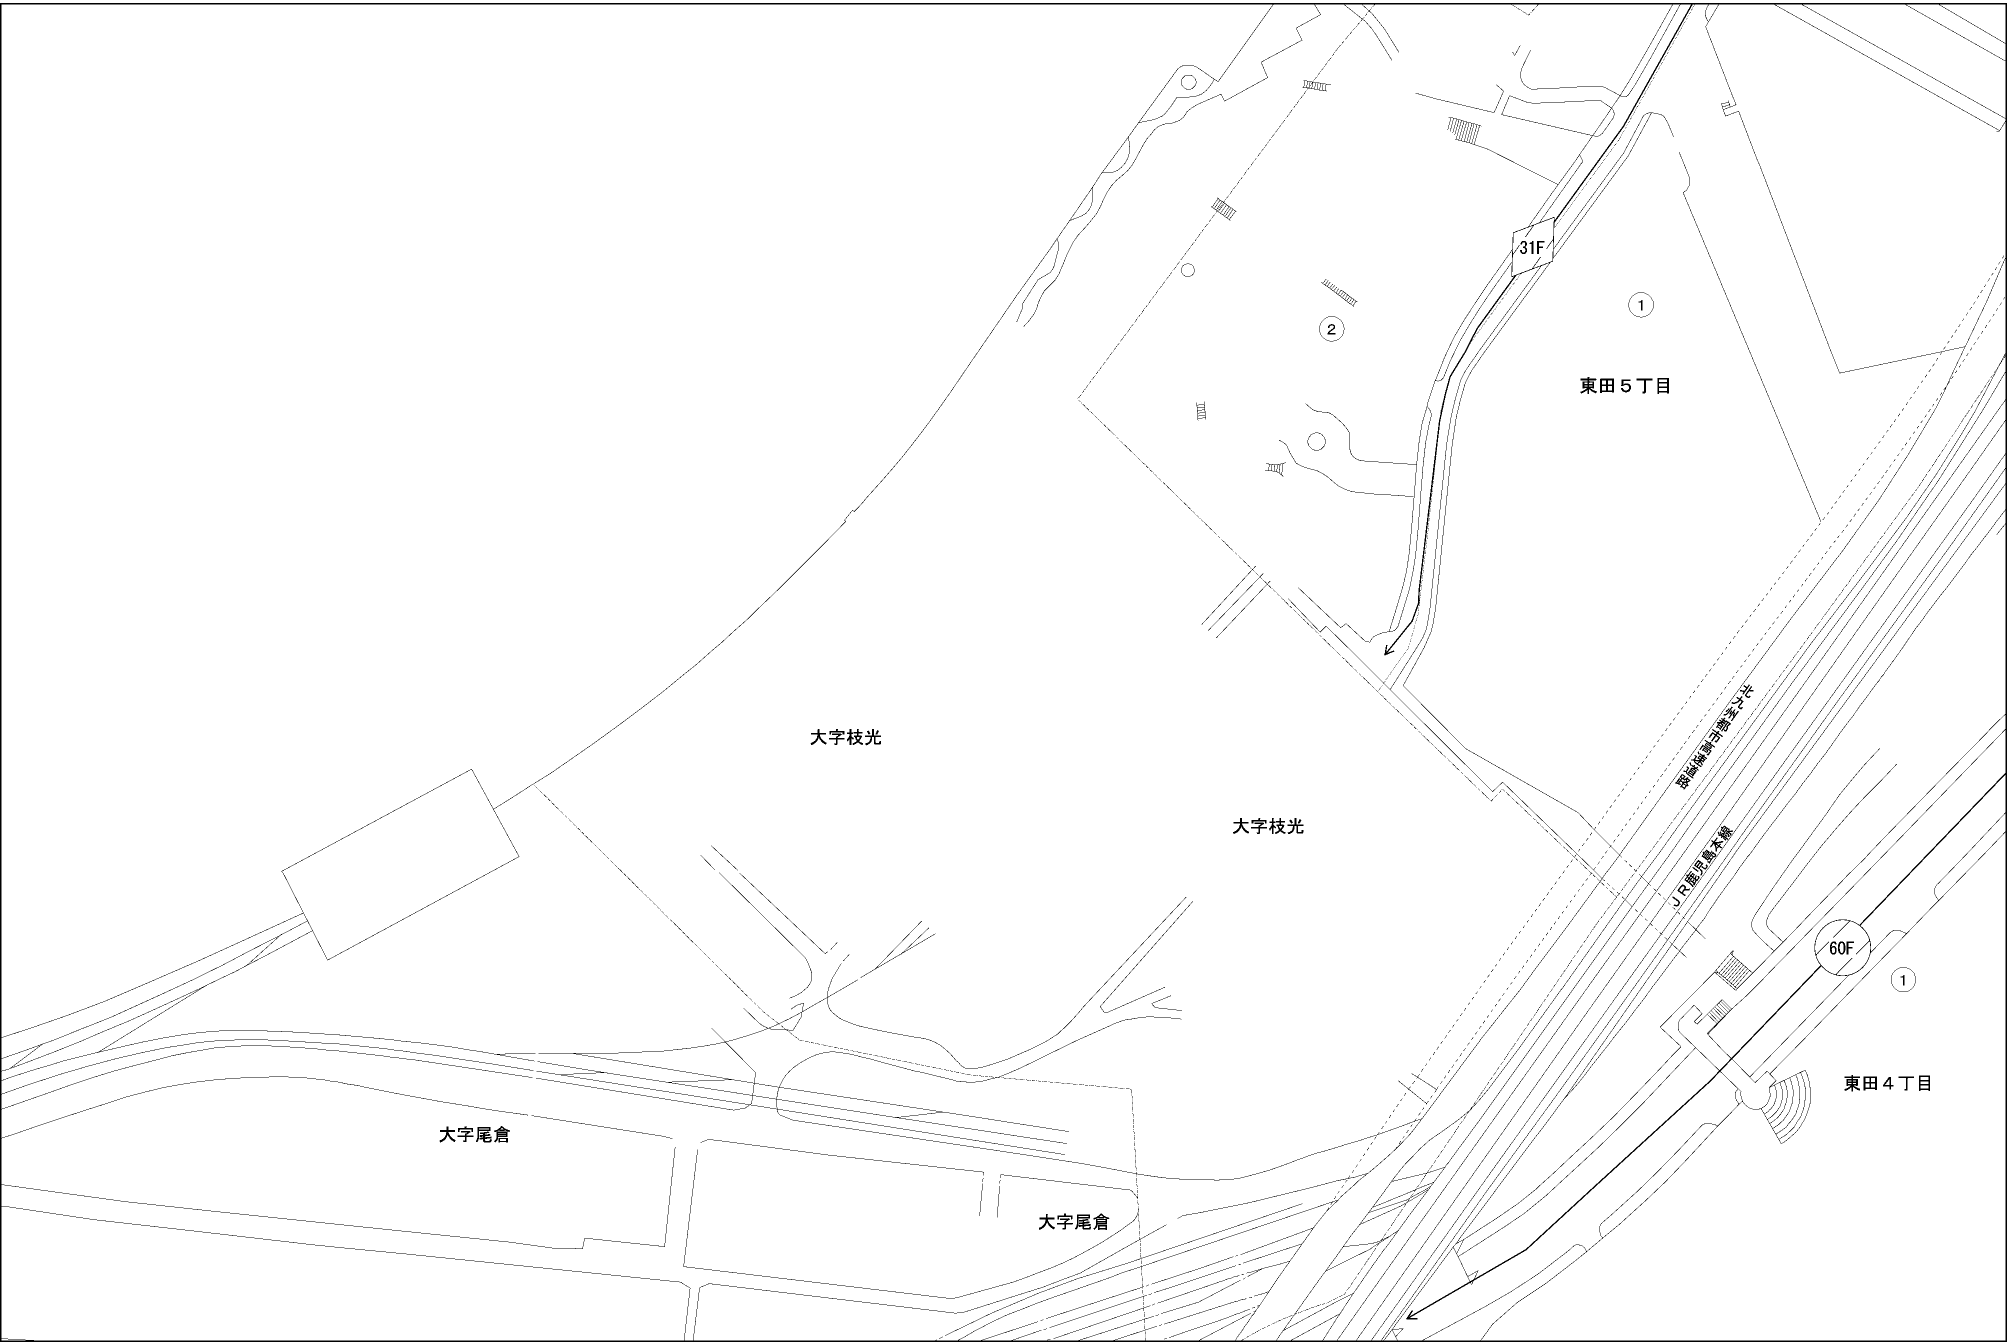 31F
①
②
東田５丁目
北九州都市高速道路
大字枝光
大字枝光
ＪＲ鹿児島本線
60F
①
東田４丁目
大字尾倉
大字尾倉